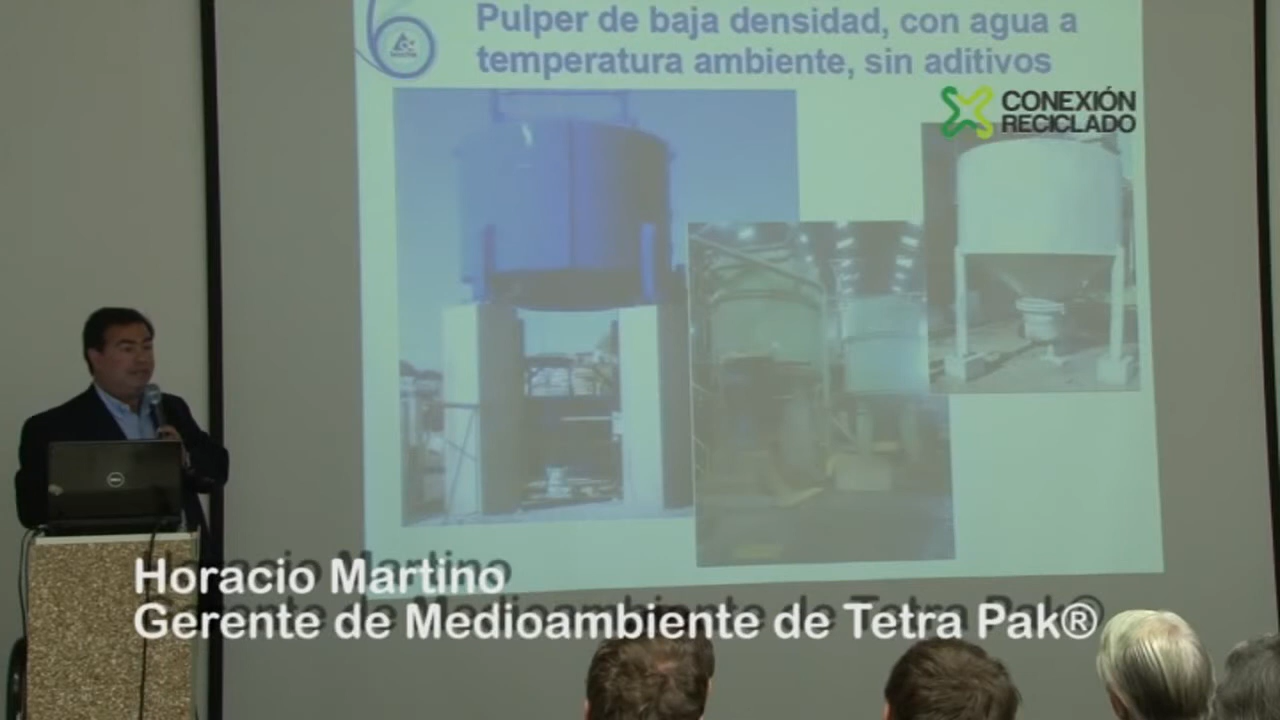 Pulper de baja densidad, con agua a
temperatura ambiente, sin aditivos
CONEXIÓN
RECICLADO
DELL
Horacio Martino
Gerente de Medioambiente de Tetra Pak®